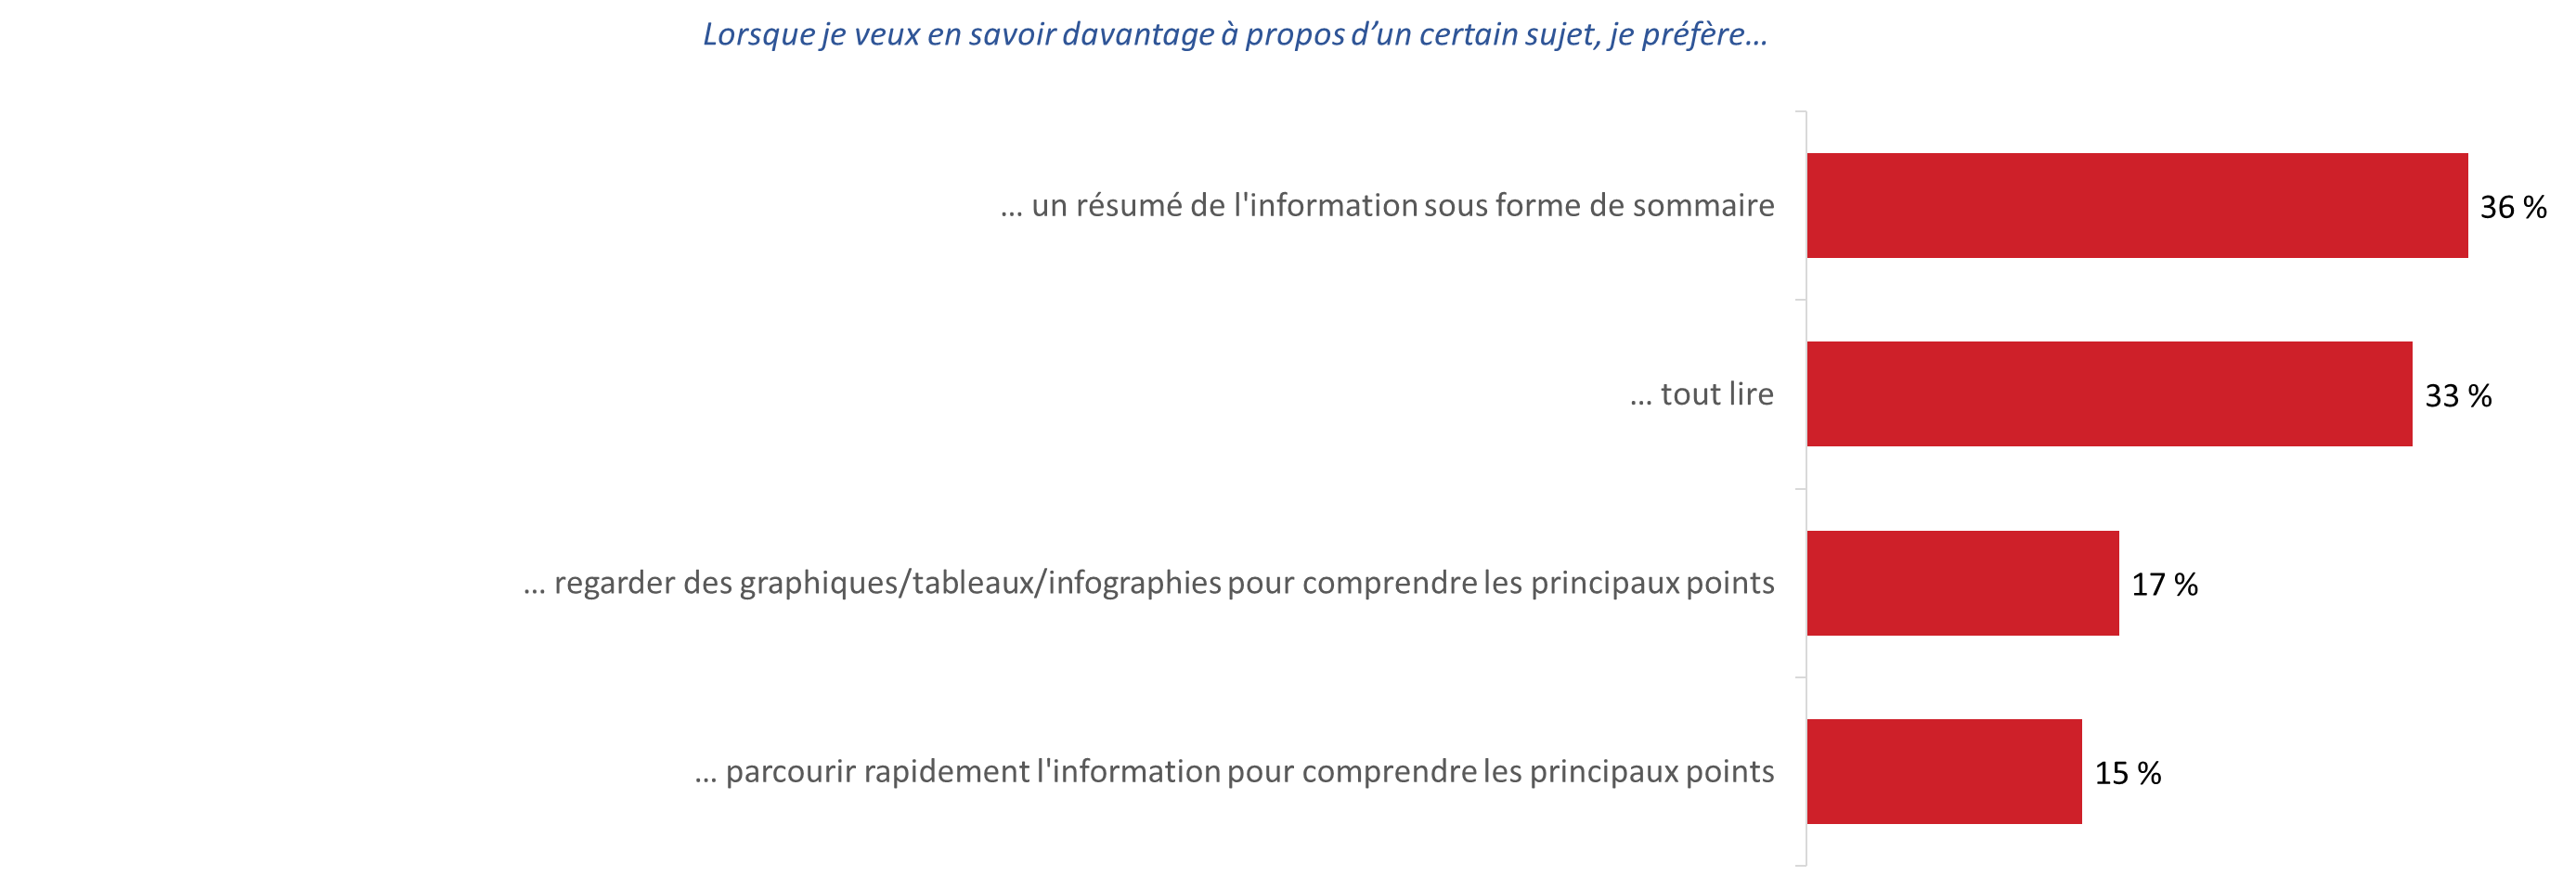 Lorsque je veux en savoir davantage à propos d’un certain sujet, je préfère…
… un résumé de l'information sous forme de sommaire
36 %
… tout lire
33 %
… regarder des graphiques/tableaux/infographies pour comprendre les principaux points
17 %
… parcourir rapidement l'information pour comprendre les principaux points
15 %